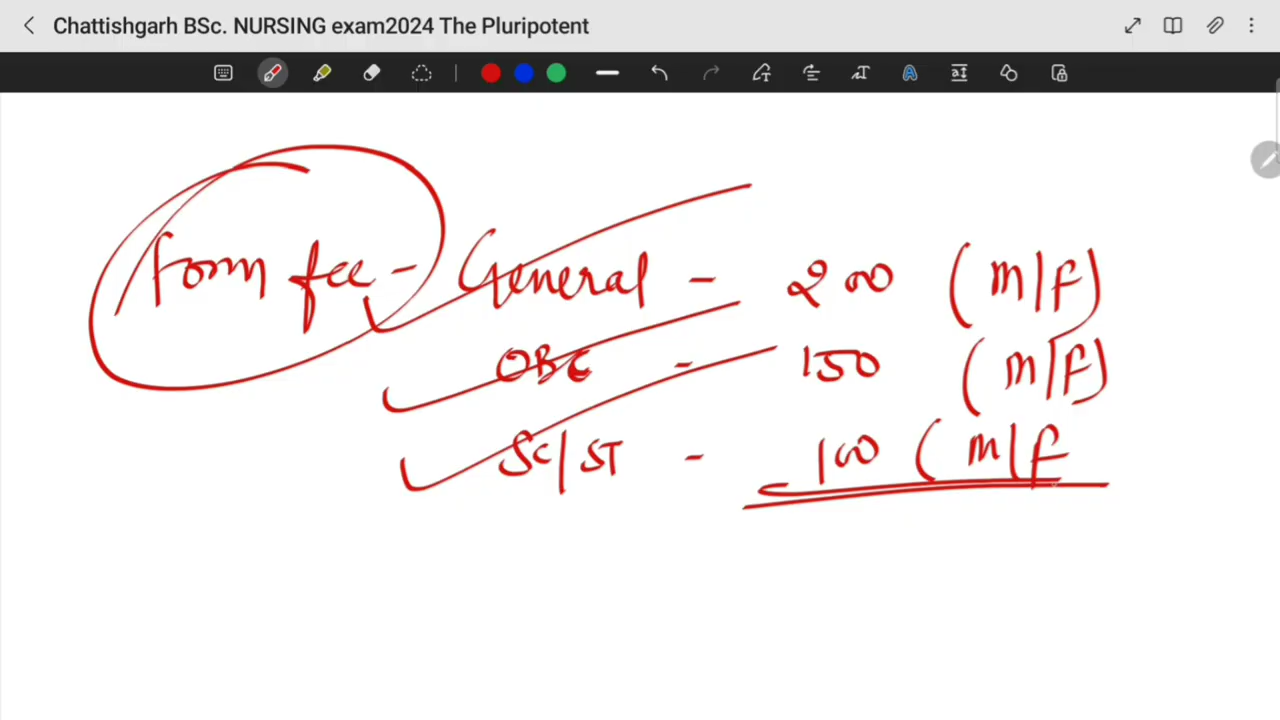 Chattishgarh BSc. NURSING exam2024 The Pluripotent
Form fee - General - 200 (M/F)
OBC - 150 (M/F)
SC/ST - 100 (M/F